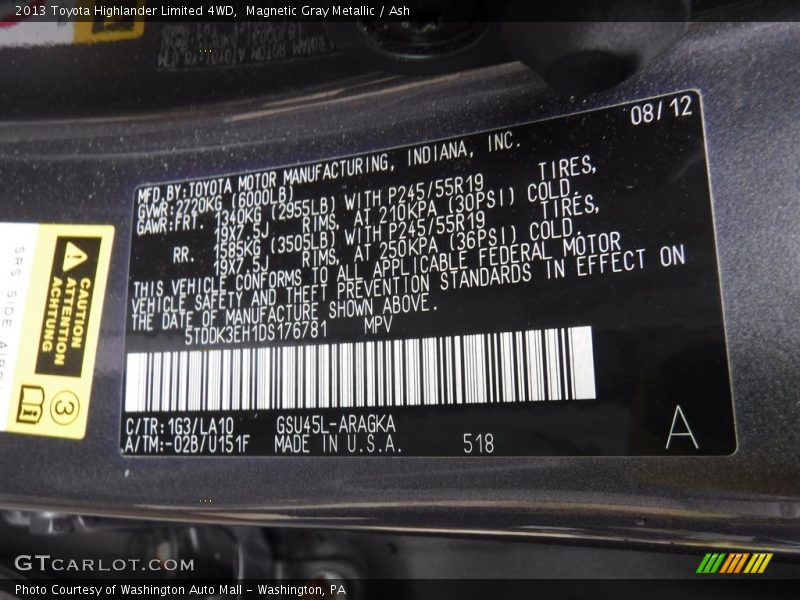 2013 Toyota Highlander Limited 4WD, Magnetic Gray Metallic / Ash
08/12
MFD.BY:TOYOTA MOTOR MANUFACTURING, INDIANA, INC.
GVWR:2720KG (6000LB)
GAWR:FRT. 1340KG (2955LB) WITH P245/55R19 TIRES,
19X7.5J RIMS, AT 210KPA (30PSI) COLD.
RR. 1585KG (3505LB) WITH P245/55R19 TIRES,
19X7.5J RIMS, AT 250KPA (36PSI) COLD.
THIS VEHICLE CONFORMS TO ALL APPLICABLE FEDERAL MOTOR
VEHICLE SAFETY AND THEFT PREVENTION STANDARDS IN EFFECT ON
THE DATE OF MANUFACTURE SHOWN ABOVE.
5TDDK3EH1DS176781 MPV
C/TR:1G3/LA10 GSU45L-ARAGKA
A/TM:-02B/U151F MADE IN U.S.A. 518
A
CAUTION
ATTENTION
ACHTUNG
3
SRS SIDE
GTCARLOT.COM
Photo Courtesy of Washington Auto Mall - Washington, PA